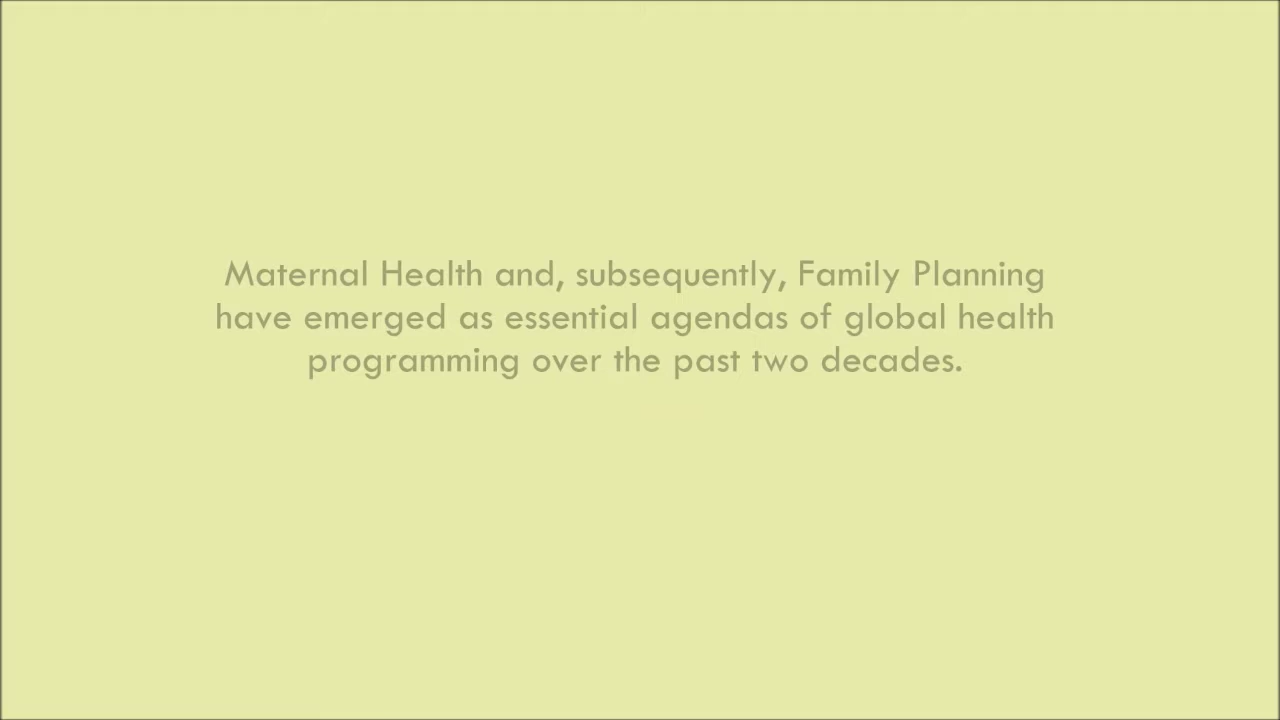 Maternal Health and, subsequently, Family Planning
have emerged as essential agendas of global health
programming over the past two decades.